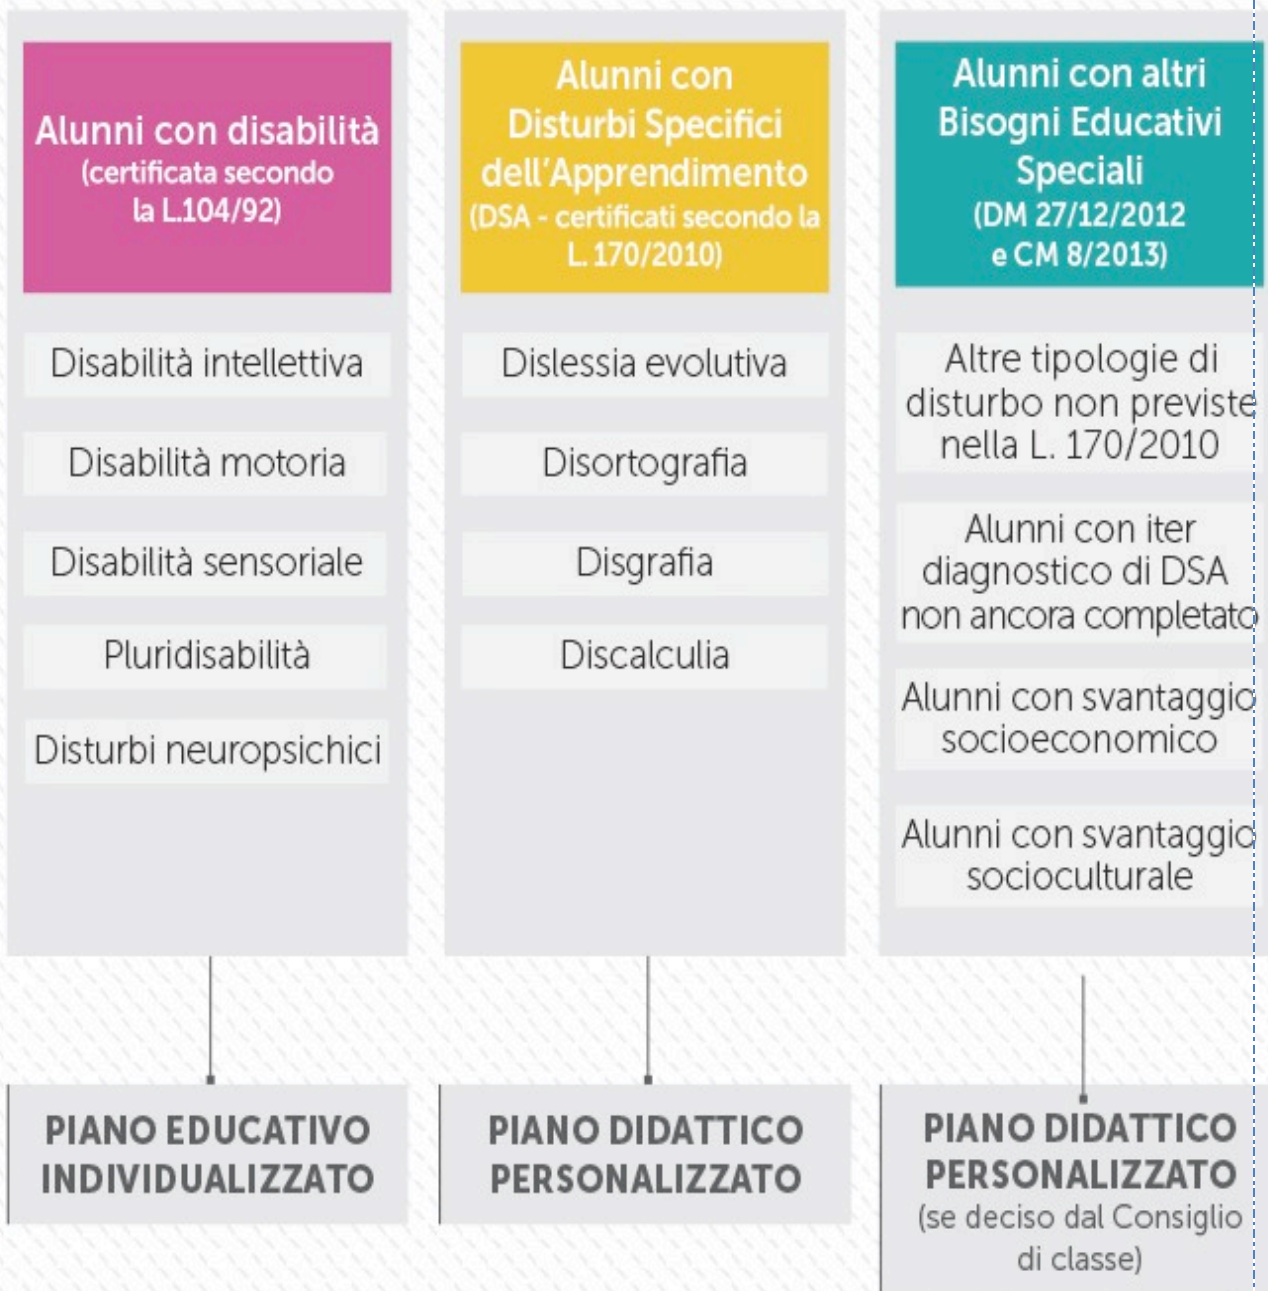 Alunni con disabilità
(certificata secondo
la L.104/92)
Disabilità intellettiva
Disabilità motoria
Disabilità sensoriale
Pluridisabilità
Disturbi neuropsichici
PIANO EDUCATIVO
INDIVIDUALIZZATO
Alunni con
Disturbi Specifici
dell'Apprendimento
(DSA - certificati secondo la
L. 170/2010)
Dislessia evolutiva
Disortografia
Disgrafia
Discalculia
PIANO DIDATTICO
PERSONALIZZATO
Alunni con altri
Bisogni Educativi
Speciali
(DM 27/12/2012
e CM 8/2013)
Altre tipologie di
disturbo non previste
nella L. 170/2010
Alunni con iter
diagnostico di DSA
non ancora completato
Alunni con svantaggio
socioeconomico
Alunni con svantaggio
socioculturale
PIANO DIDATTICO
PERSONALIZZATO
(se deciso dal Consiglio
di classe)